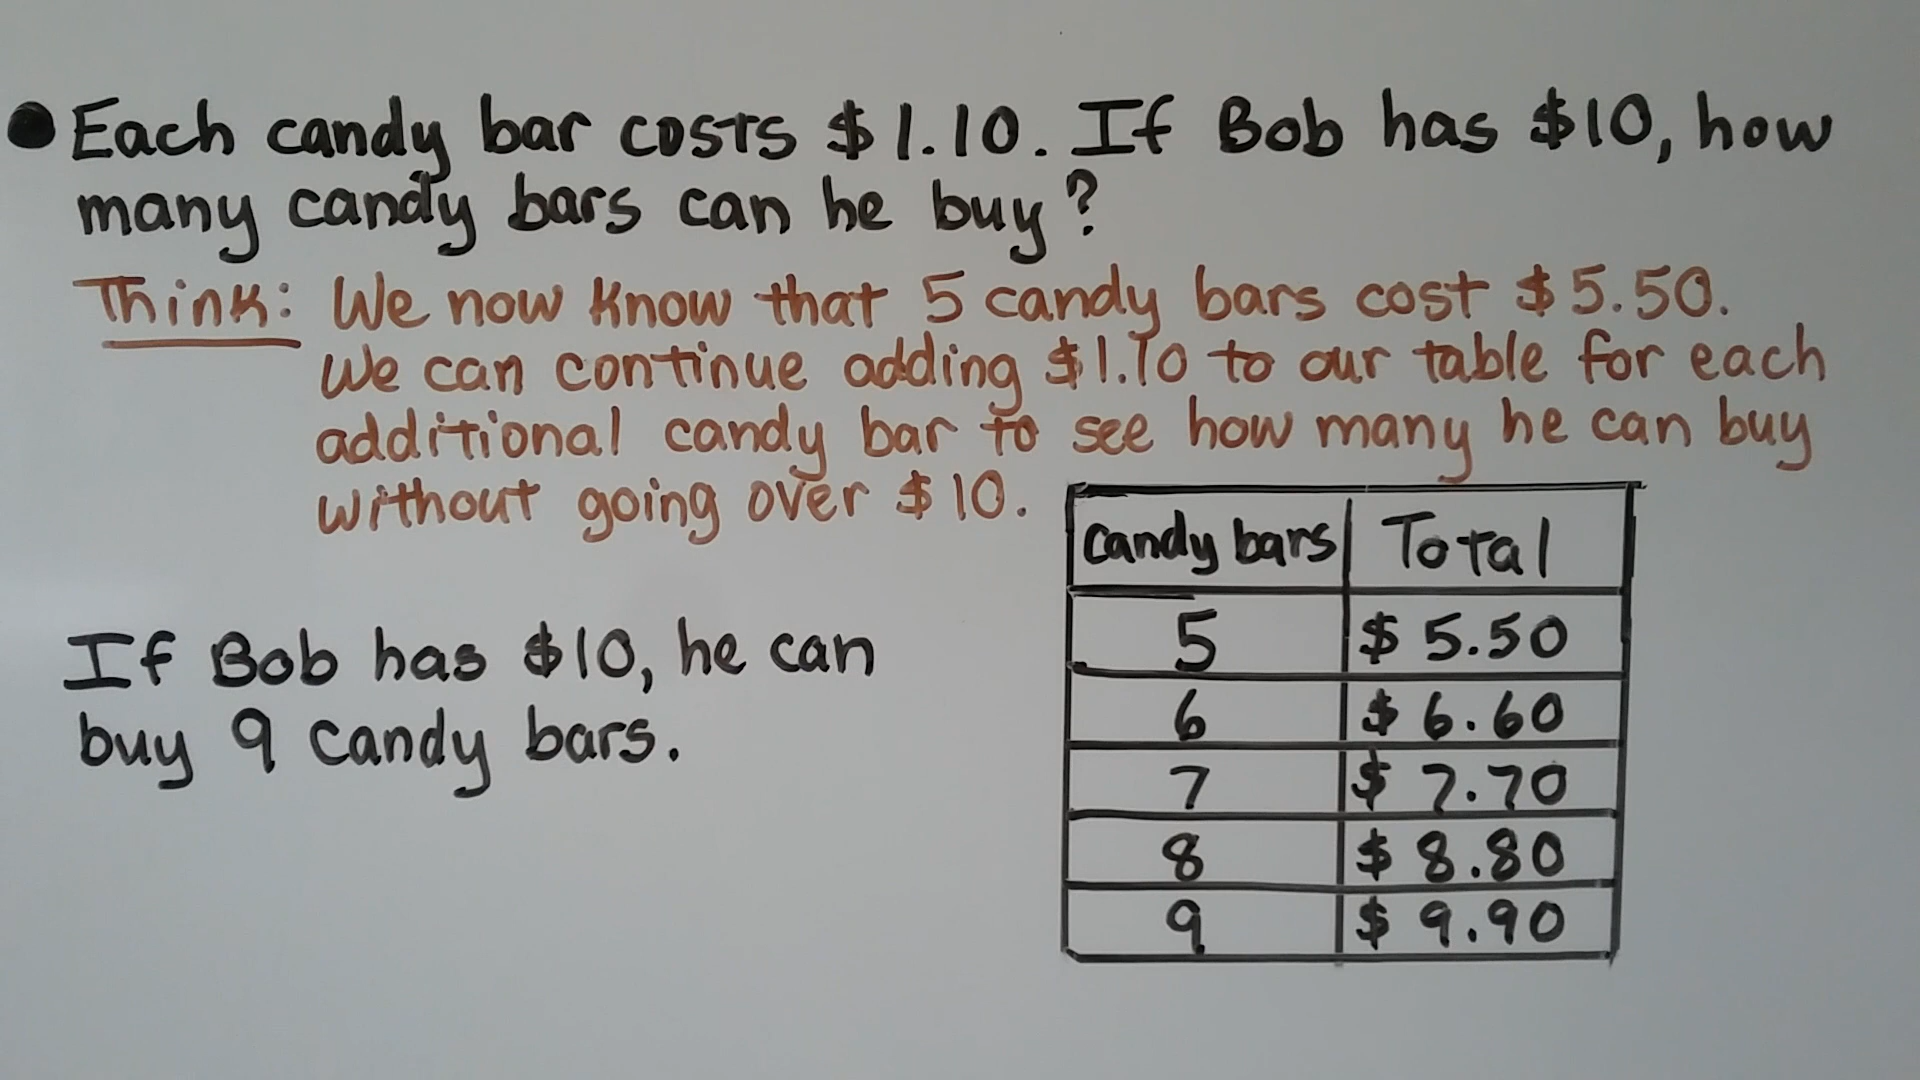 ● Each candy bar costs $1.10. If Bob has $10, how
many candy bars can he buy?
Think: We now know that 5 candy bars cost $5.50.
We can continue adding $1.10 to our table for each
additional candy bar to see how many he can buy
without going over $10.
candy bars Total
5 $5.50
6 $6.60
7 $7.70
8 $8.80
9 $9.90
If Bob has $10, he can
buy 9 candy bars.